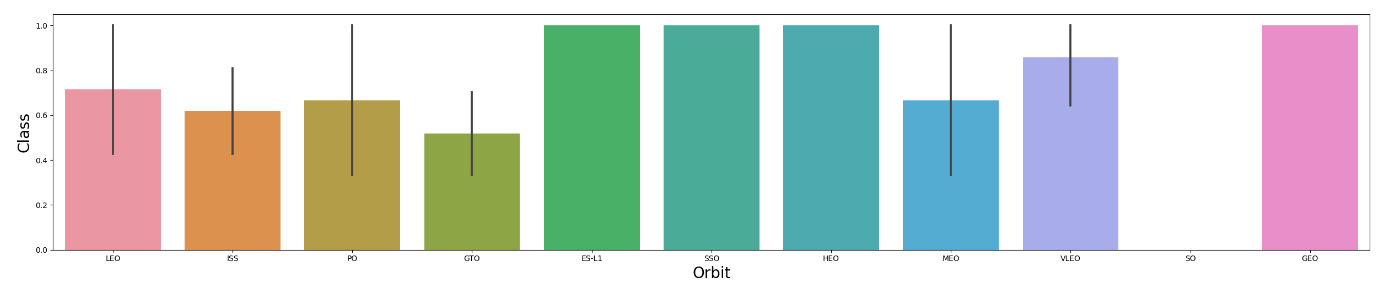 1.0
0.8
0.6
0.4
0.2
0.0
Class
LEO ISS PO GTO ES-L1 SSO HEO MEO VLEO SO GEO
Orbit